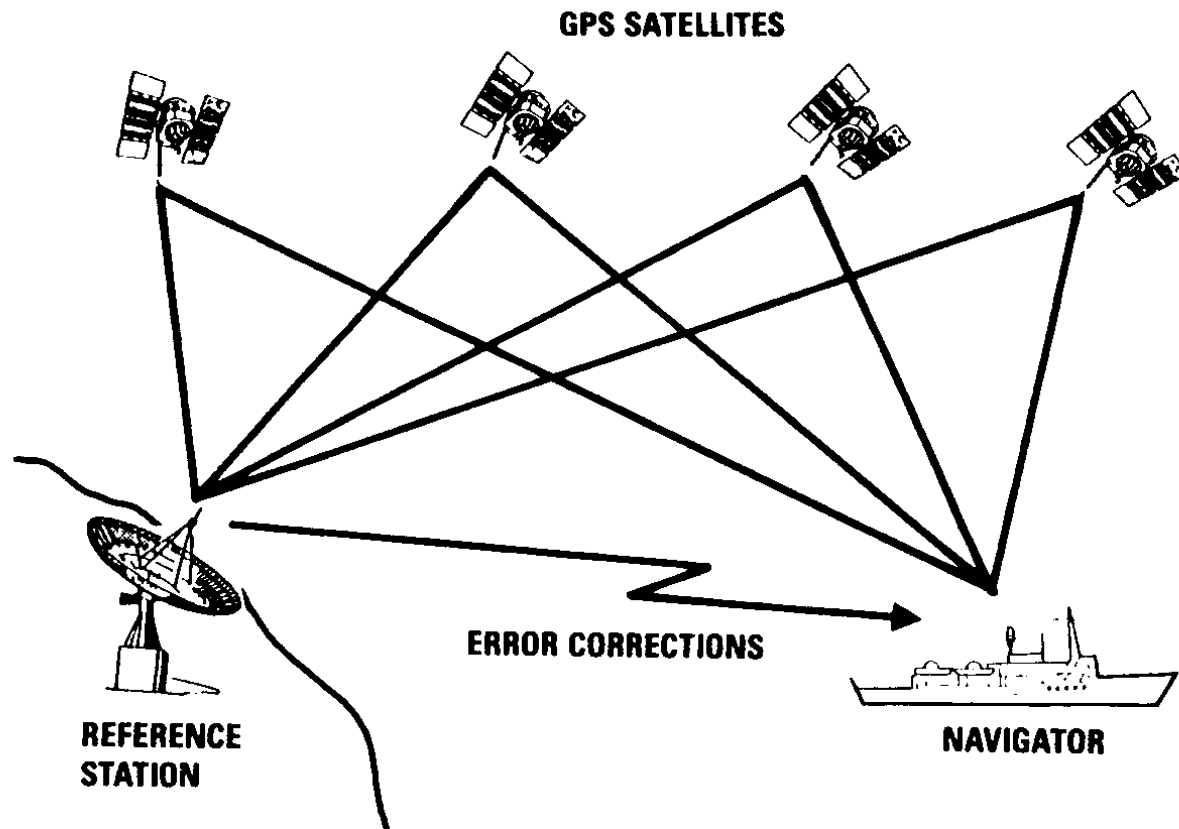 GPS SATELLITES
ERROR CORRECTIONS
REFERENCE
STATION
NAVIGATOR